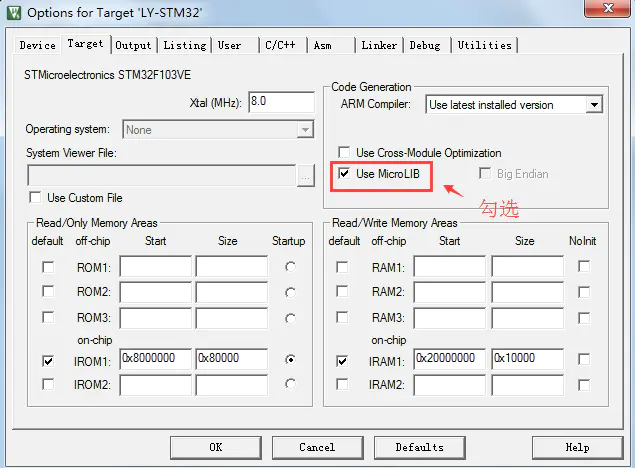 Options for Target 'LY-STM32'
Device Target Output Listing User C/C++ Asm Linker Debug Utilities
STMicroelectronics STM32F103VE
Xtal (MHz): 8.0
Operating system: None
System Viewer File:
...
Use Custom File
Code Generation
ARM Compiler: Use latest installed version
Use Cross-Module Optimization
Use MicroLIB
Big Endian
勾选
Read/Only Memory Areas
default off-chip Start Size Startup
ROM1:
ROM2:
ROM3:
on-chip
IROM1: 0x8000000 0x80000
IROM2:
Read/Write Memory Areas
default off-chip Start Size NoInit
RAM1:
RAM2:
RAM3:
on-chip
IRAM1: 0x20000000 0x10000
IRAM2:
OK Cancel Defaults Help